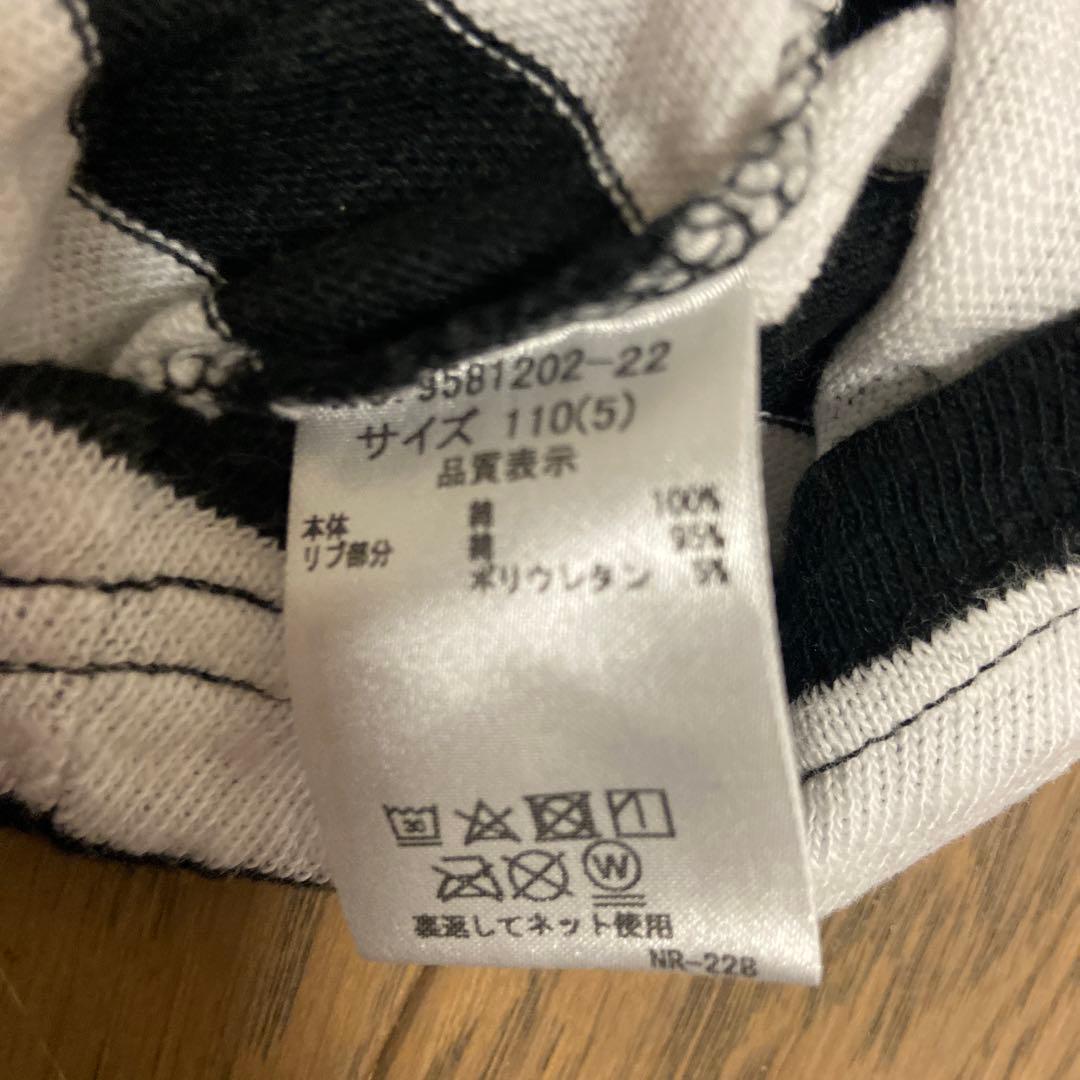 9581202-22
サイズ 110(5)
品質表示
本体 綿 100%
リブ部分 綿 95%
ポリウレタン 5%
W
裏返してネット使用
NR-22B